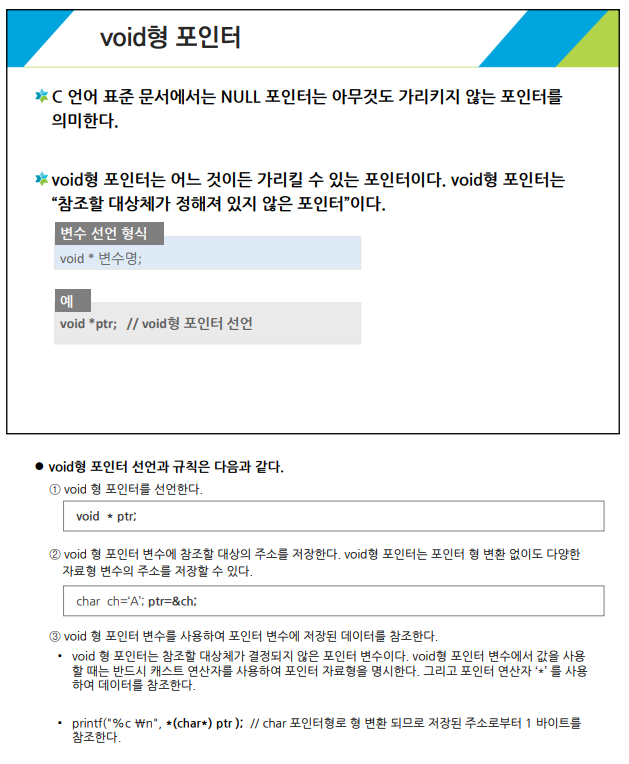 void형 포인터
C 언어 표준 문서에서는 NULL 포인터는 아무것도 가리키지 않는 포인터를
의미한다.
void형 포인터는 어느 것이든 가리킬 수 있는 포인터이다. void형 포인터는
“참조할 대상체가 정해져 있지 않은 포인터”이다.
변수 선언 형식
void * 변수명;
예
void *ptr;   // void형 포인터 선언
● void형 포인터 선언과 규칙은 다음과 같다.
① void 형 포인터를 선언한다.
void  * ptr;
② void 형 포인터 변수에 참조할 대상의 주소를 저장한다. void형 포인터는 포인터 형 변환 없이도 다양한
자료형 변수의 주소를 저장할 수 있다.
char  ch=‘A’; ptr=&ch;
③ void 형 포인터 변수를 사용하여 포인터 변수에 저장된 데이터를 참조한다.
• void 형 포인터는 참조할 대상체가 결정되지 않은 포인터 변수이다. void형 포인터 변수에서 값을 사용
할 때는 반드시 캐스트 연산자를 사용하여 포인터 자료형을 명시한다. 그리고 포인터 연산자 ‘*’ 를 사용
하여 데이터를 참조한다.
• printf("%c ₩n", *(char*) ptr );  // char 포인터형로 형 변환 되므로 저장된 주소로부터 1 바이트를
참조한다.